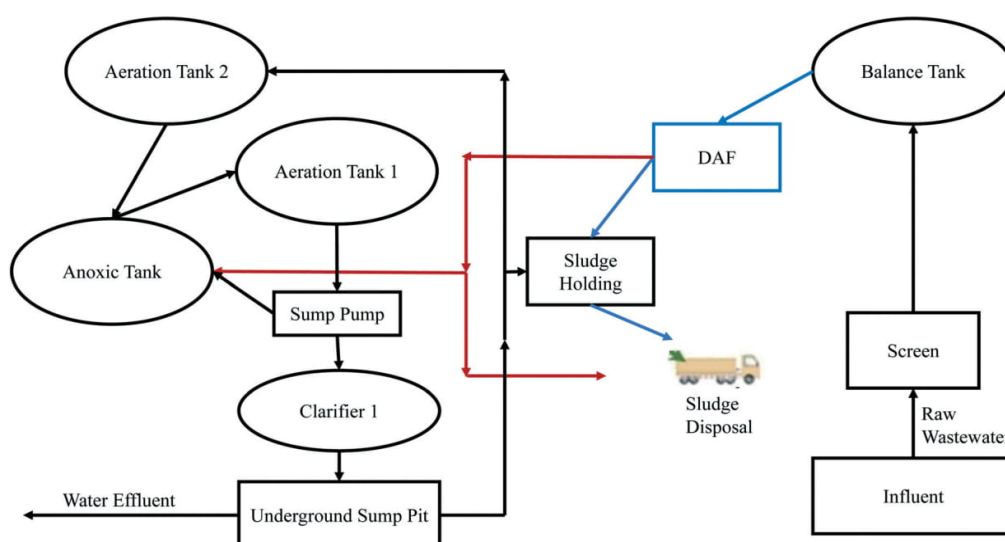 Aeration Tank 2
Balance Tank
DAF
Aeration Tank 1
Anoxic Tank
Sludge
Holding
Sump Pump
Screen
Sludge
Disposal
Clarifier 1
Raw
Wastewater
Water Effluent
Underground Sump Pit
Influent